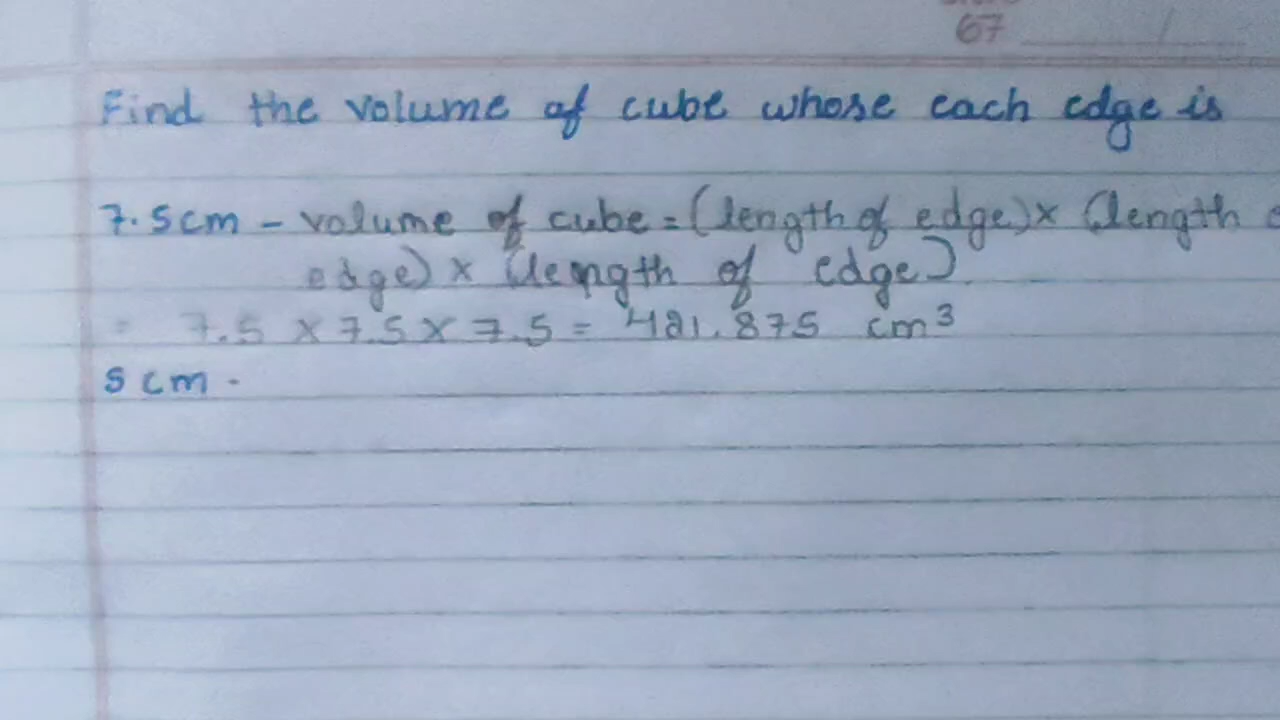 67
Find the volume of cube whose each edge is
7.5cm - volume of cube = (length of edge) × (length
edge) × (length of edge)
= 7.5 × 7.5 × 7.5 = 421.875 cm³
5 cm -